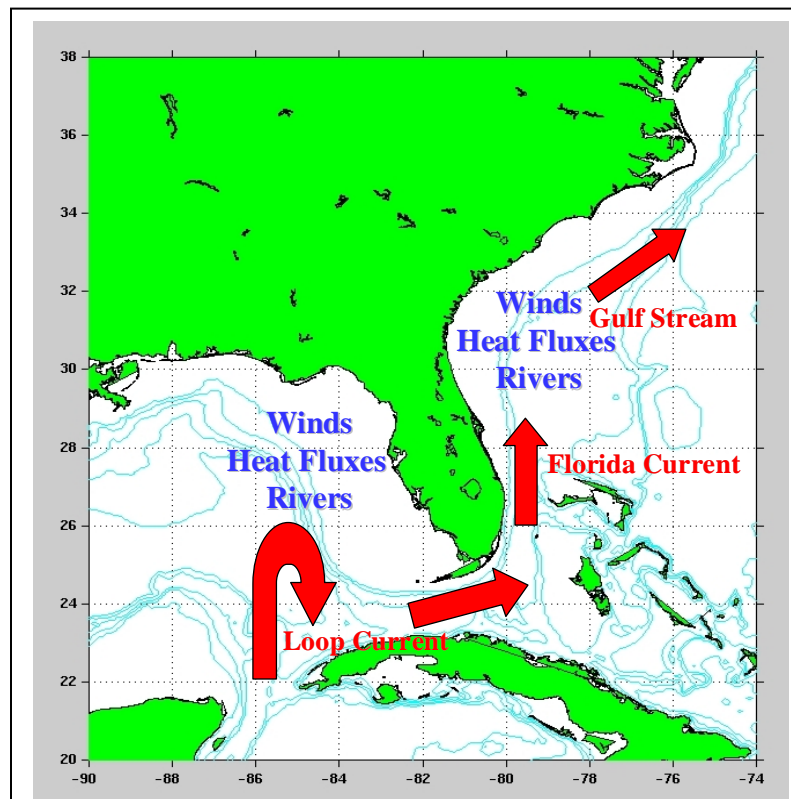 38
36
34
32
30
28
26
24
22
20
Winds
Heat Fluxes
Rivers
Gulf Stream
Winds
Heat Fluxes
Rivers
Florida Current
Loop Current
-90 -88 -86 -84 -82 -80 -78 -76 -74